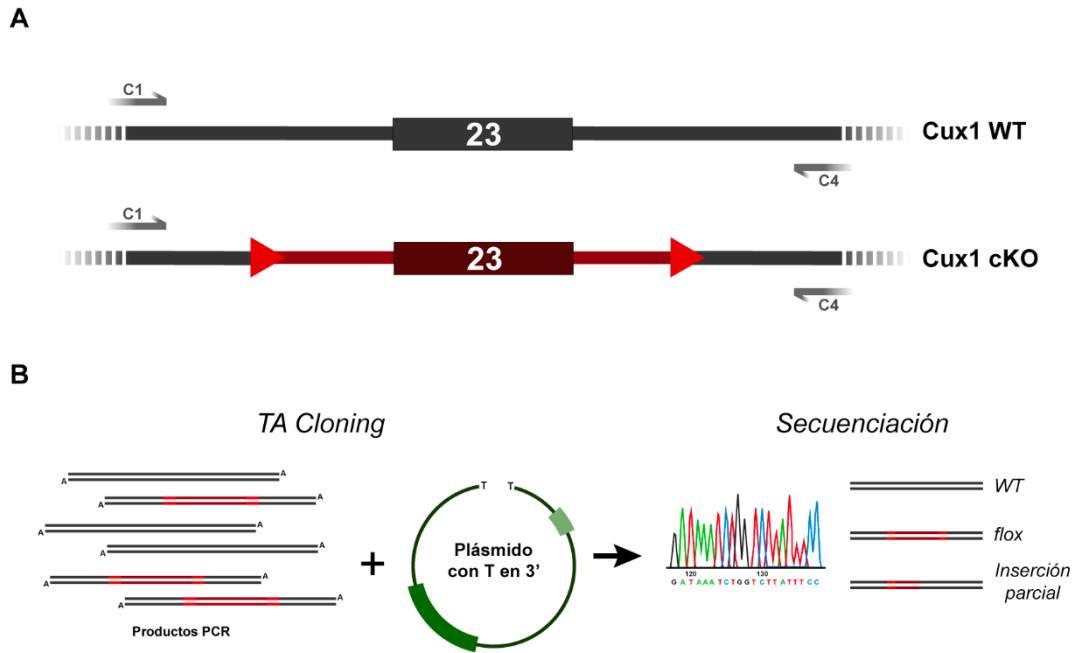 A
C1
23
Cux1 WT
C4
C1
23
Cux1 cKO
C4
B
TA Cloning
Secuenciación
A
A
A
A
A
A
A
A
A
A
A
A
Productos PCR
+
T T
Plásmido
con T en 3’
120 130
GATAAATCTGGTCTTATTTCC
WT
flox
Inserción
parcial